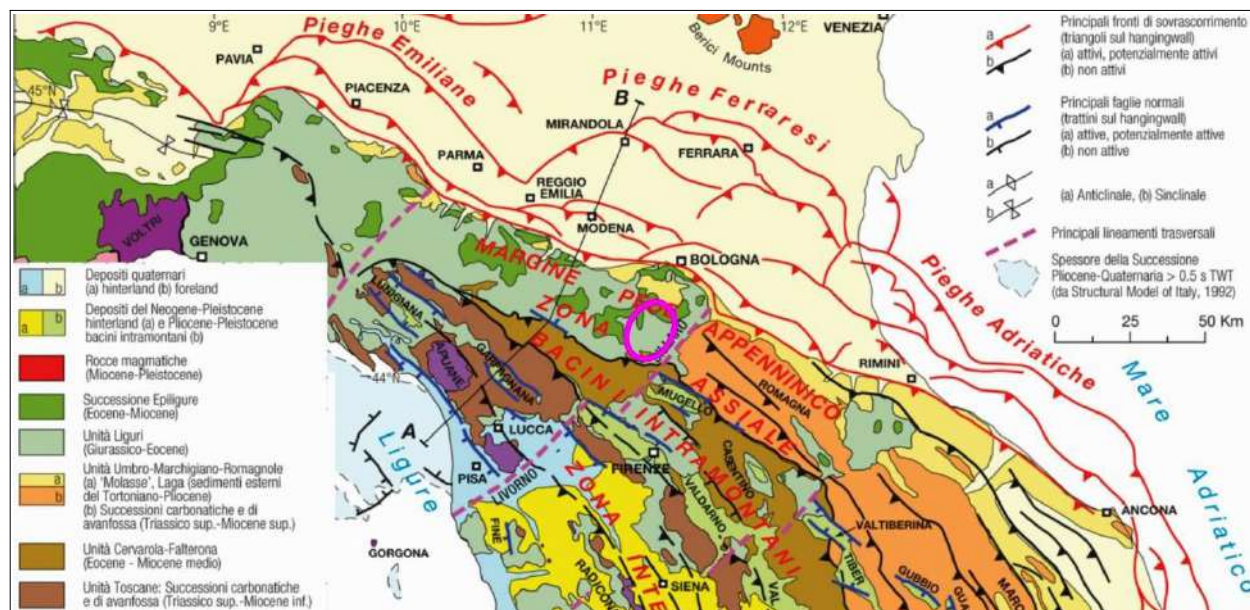 9°E
10°E
11°E
12°E
VENEZIA
Berici Mounts
PAVIA
45°N
Pieghe Emiliane
PIACENZA
Pieghe Ferraresi
B
MIRANDOLA
FERRARA
PARMA
REGGIO EMILIA
MODENA
BOLOGNA
VOLTRI
GENOVA
MARGINE
PEDE
APPENNINICO
Pieghe Adriatiche
ZONA
BACINI
INTRAMONTANI
ASSIALE
LUNIGIANA
APUANE
GARFAGNANA
44°N
A
LUCCA
PISA
LIVORNO
Ligure
MUGELLO
ROMAGNA
RIMINI
FIRENZE
CASENTINO
VALDARNO
ZONA
INTE
FINE
RADICON
SIENA
VAL
VALTIBERINA
TIBER
GUBBIO
GUA
MARC
ANCONA
GORGONA
Mare
Adriatico
0 25 50 Km
Principali fronti di sovrascorrimento
(triangoli sul hangingwall)
(a) attivi, potenzialmente attivi
(b) non attivi
a
b
Principali faglie normali
(trattini sul hangingwall)
(a) attive, potenzialmente attive
(b) non attive
a
b
(a) Anticlinale, (b) Sinclinale
a
b
Principali lineamenti trasversali
Spessore della Successione
Pliocene-Quaternaria > 0.5 s TWT
(da Structural Model of Italy, 1992)
a b
Depositi quaternari
(a) hinterland (b) foreland
a b
Depositi del Neogene-Pleistocene
hinterland (a) e Pliocene-Pleistocene
bacini intramontani (b)
Rocce magmatiche
(Miocene-Pleistocene)
Successione Epiligure
(Eocene-Miocene)
Unità Liguri
(Giurassico-Eocene)
a
b
Unità Umbro-Marchigiano-Romagnole
(a) 'Molasse', Laga (sedimenti esterni
del Tortoniano-Pliocene)
(b) Successioni carbonatiche e di
avanfossa (Triassico sup.-Miocene sup.)
Unità Cervarola-Falterona
(Eocene - Miocene medio)
Unità Toscane: Successioni carbonatiche
e di avanfossa (Triassico sup.-Miocene inf.)